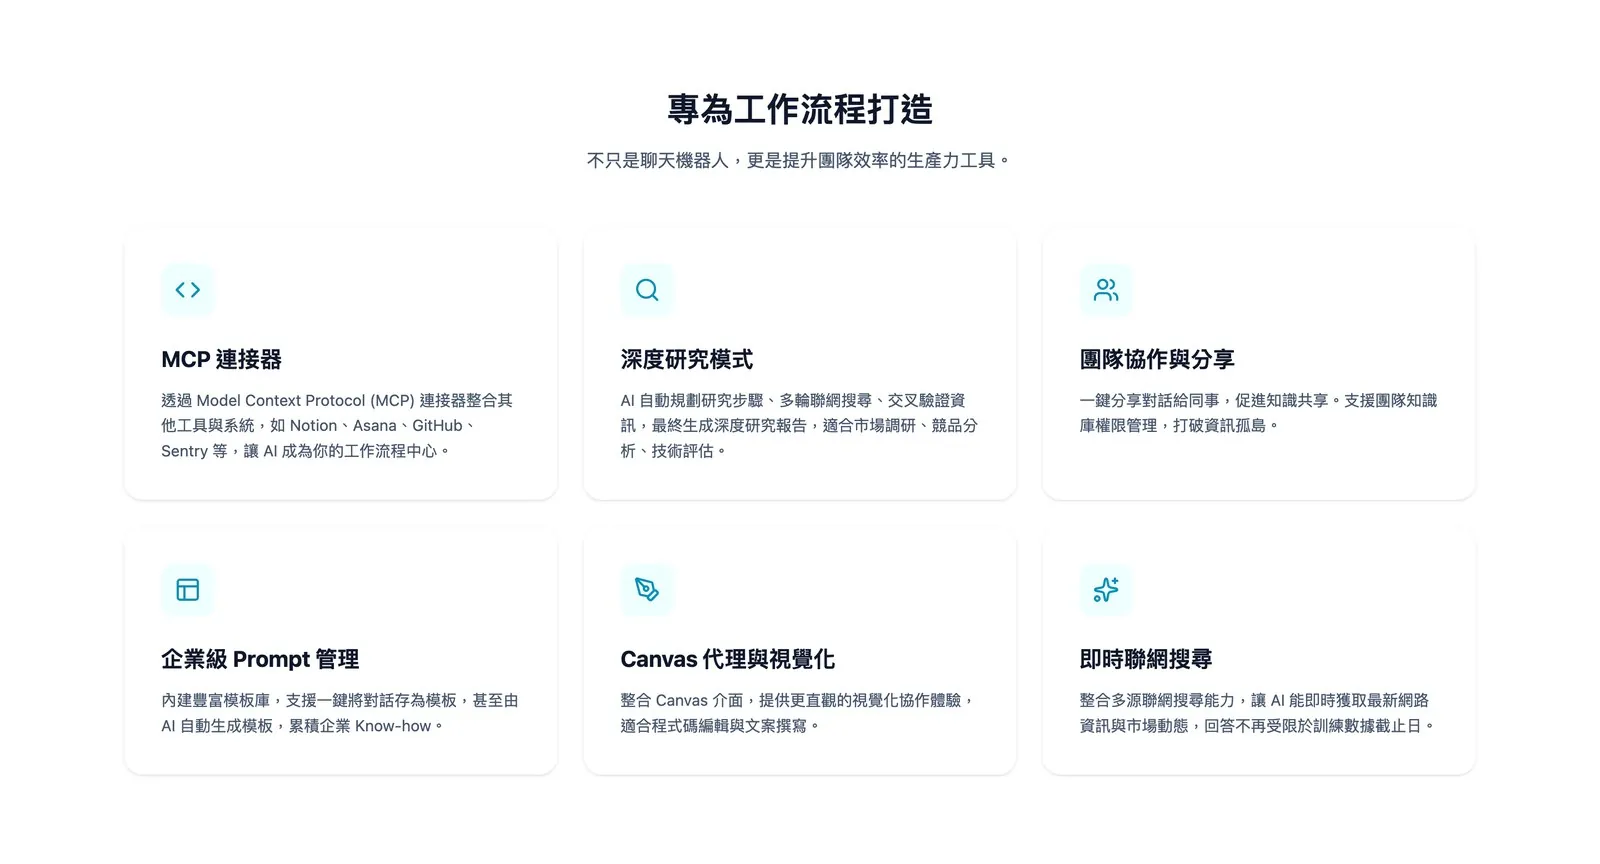 專為工作流程打造
不只是聊天機器人，更是提升團隊效率的生產力工具。
MCP 連接器
透過 Model Context Protocol (MCP) 連接器整合其
他工具與系統，如 Notion、Asana、GitHub、
Sentry 等，讓 AI 成為你的工作流程中心。
深度研究模式
AI 自動規劃研究步驟、多輪聯網搜尋、交叉驗證資
訊，最終生成深度研究報告，適合市場調研、競品分
析、技術評估。
團隊協作與分享
一鍵分享對話給同事，促進知識共享。支援團隊知識
庫權限管理，打破資訊孤島。
企業級 Prompt 管理
內建豐富模板庫，支援一鍵將對話存為模板，甚至由
AI 自動生成模板，累積企業 Know-how。
Canvas 代理與視覺化
整合 Canvas 介面，提供更直觀的視覺化協作體驗，
適合程式碼編輯與文案撰寫。
即時聯網搜尋
整合多源聯網搜尋能力，讓 AI 能即時獲取最新網路
資訊與市場動態，回答不再受限於訓練數據截止日。